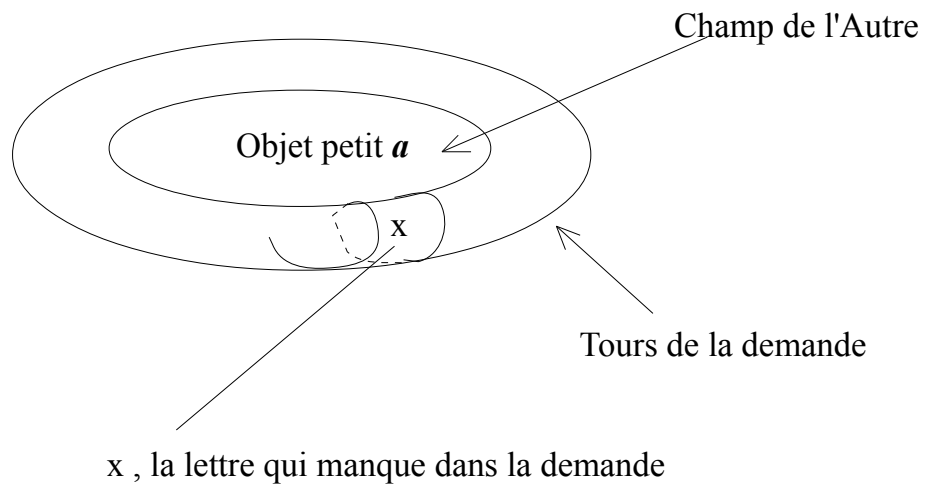 Champ de l'Autre
Objet petit a
x
Tours de la demande
x , la lettre qui manque dans la demande